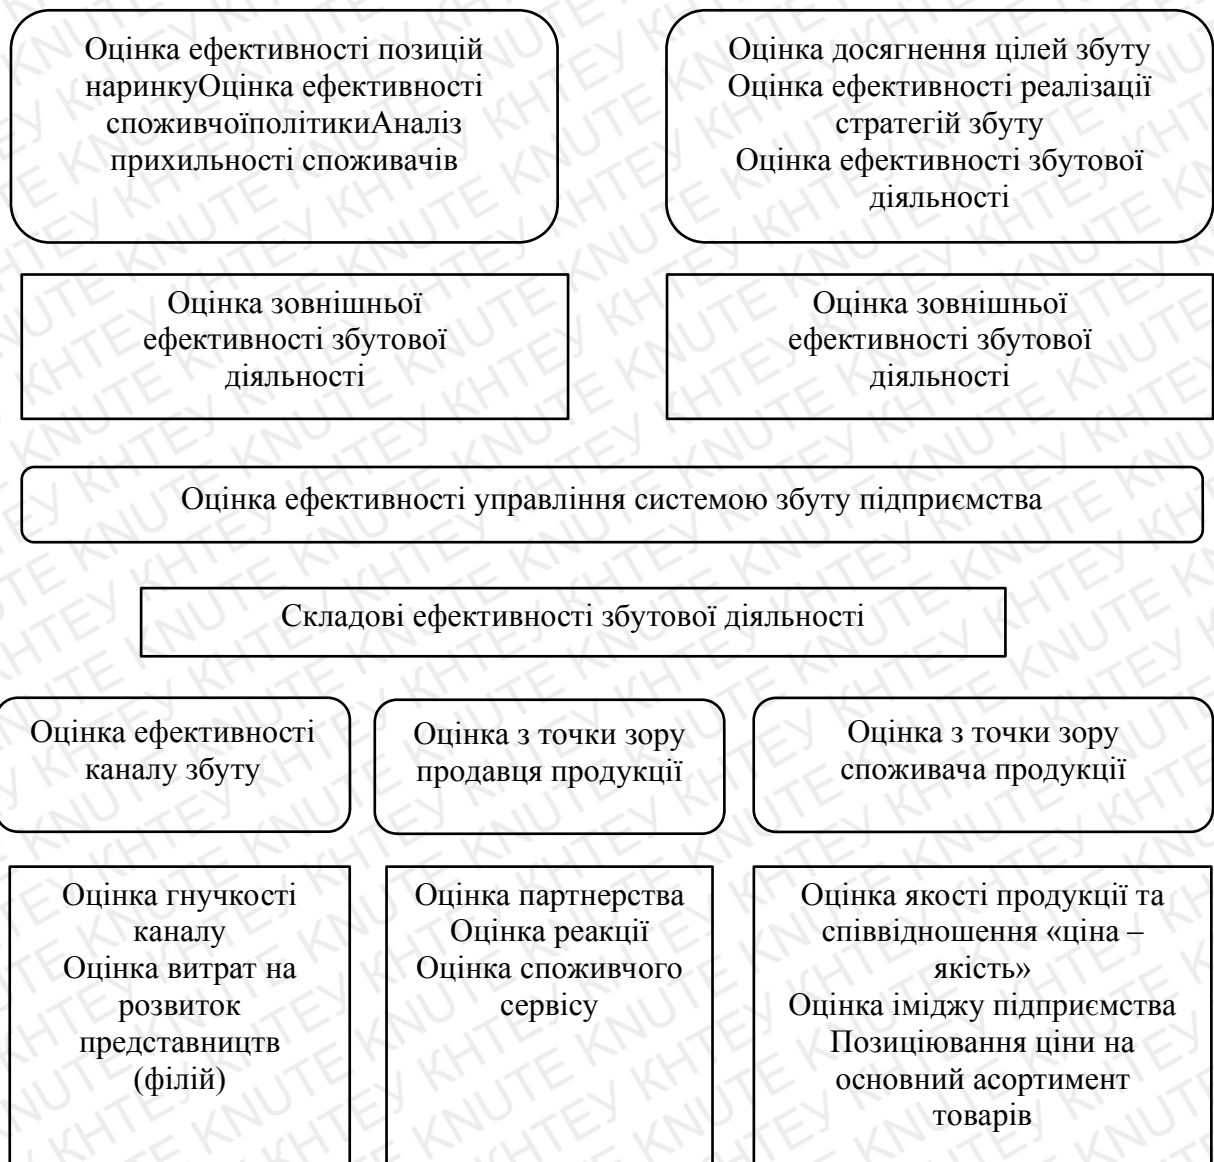 Оцінка ефективності позицій
наринкуОцінка ефективності
споживчоїполітикиАналіз
прихильності споживачів
Оцінка досягнення цілей збуту
Оцінка ефективності реалізації
стратегій збуту
Оцінка ефективності збутової
діяльності
Оцінка зовнішньої
ефективності збутової
діяльності
Оцінка зовнішньої
ефективності збутової
діяльності
Оцінка ефективності управління системою збуту підприємства
Складові ефективності збутової діяльності
Оцінка ефективності
каналу збуту
Оцінка з точки зору
продавця продукції
Оцінка з точки зору
споживача продукції
Оцінка гнучкості
каналу
Оцінка витрат на
розвиток
представництв
(філій)
Оцінка партнерства
Оцінка реакції
Оцінка споживчого
сервісу
Оцінка якості продукції та
співвідношення «ціна –
якість»
Оцінка іміджу підприємства
Позиціювання ціни на
основний асортимент
товарів